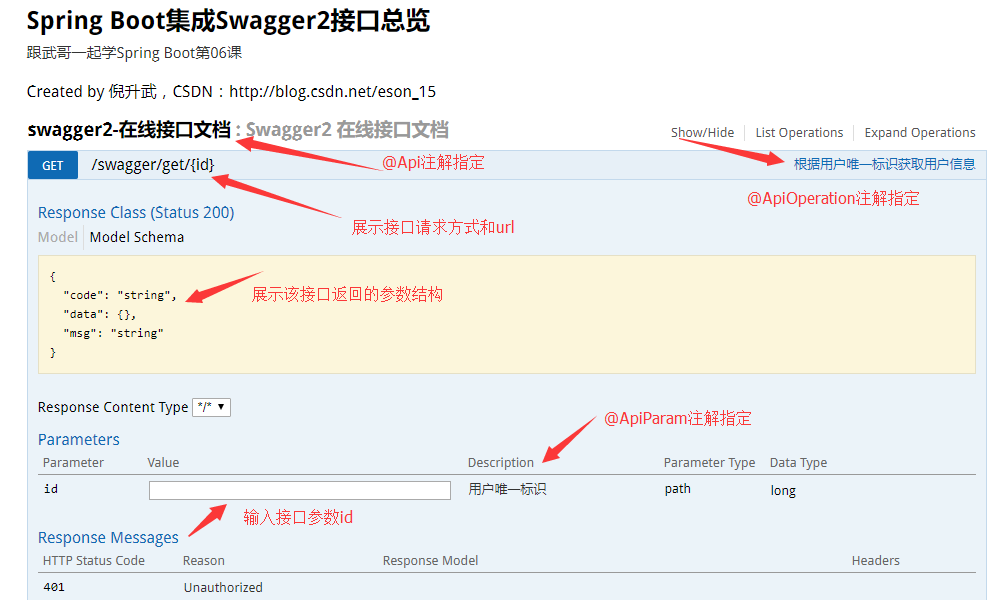 Spring Boot集成Swagger2接口总览
跟武哥一起学Spring Boot第06课
Created by 倪升武，CSDN：http://blog.csdn.net/eson_15
swagger2-在线接口文档 : Swagger2 在线接口文档
Show/Hide
List Operations
Expand Operations
GET
/swagger/get/{id}
@Api注解指定
根据用户唯一标识获取用户信息
@ApiOperation注解指定
Response Class (Status 200)
展示接口请求方式和url
Model
Model Schema
{
"code": "string",
"data": {},
"msg": "string"
}
展示该接口返回的参数结构
Response Content Type */*
@ApiParam注解指定
Parameters
Parameter Value Description Parameter Type Data Type
id 用户唯一标识 path long
输入接口参数id
Response Messages
HTTP Status Code Reason Response Model Headers
401 Unauthorized